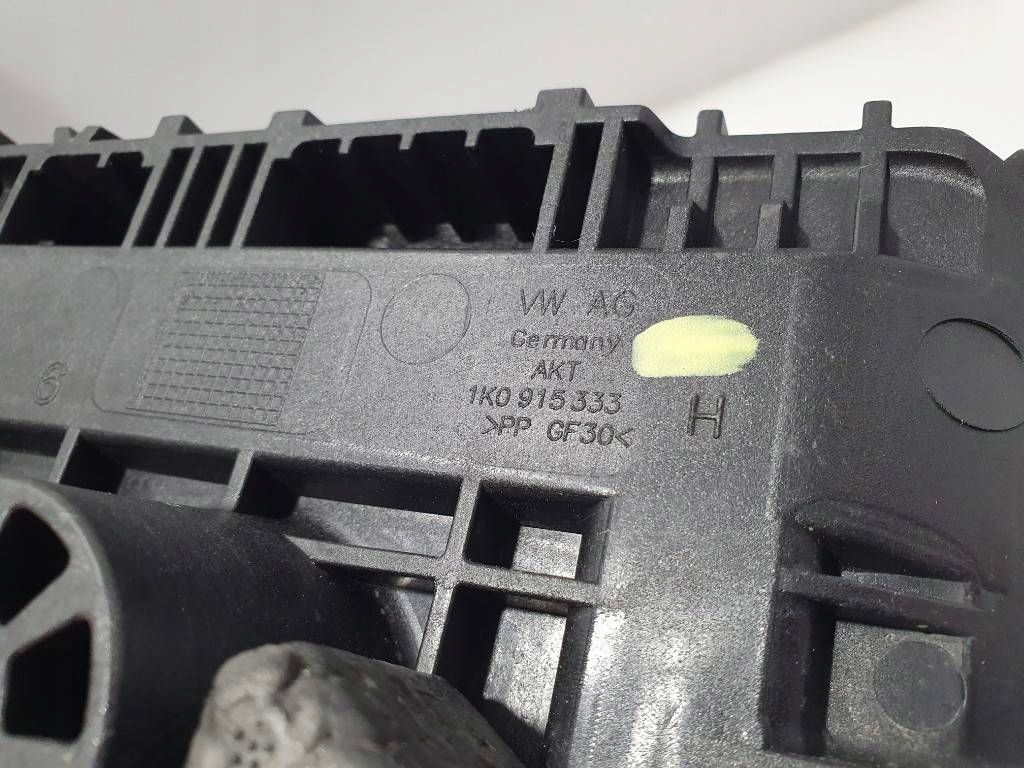 VW AG
Germany
AKT
1K0 915 333 H
>PP GF30<
6